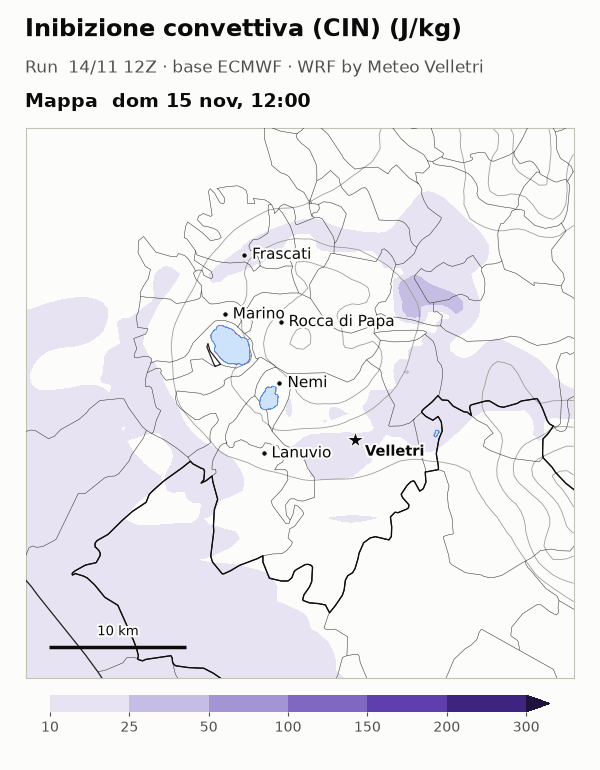 Inibizione convettiva (CIN) (J/kg)
Run 14/11 12Z · base ECMWF · WRF by Meteo Velletri
Mappa dom 15 nov, 12:00
Frascati
Marino
Rocca di Papa
Nemi
Velletri
Lanuvio
10 km
10 25 50 100 150 200 300